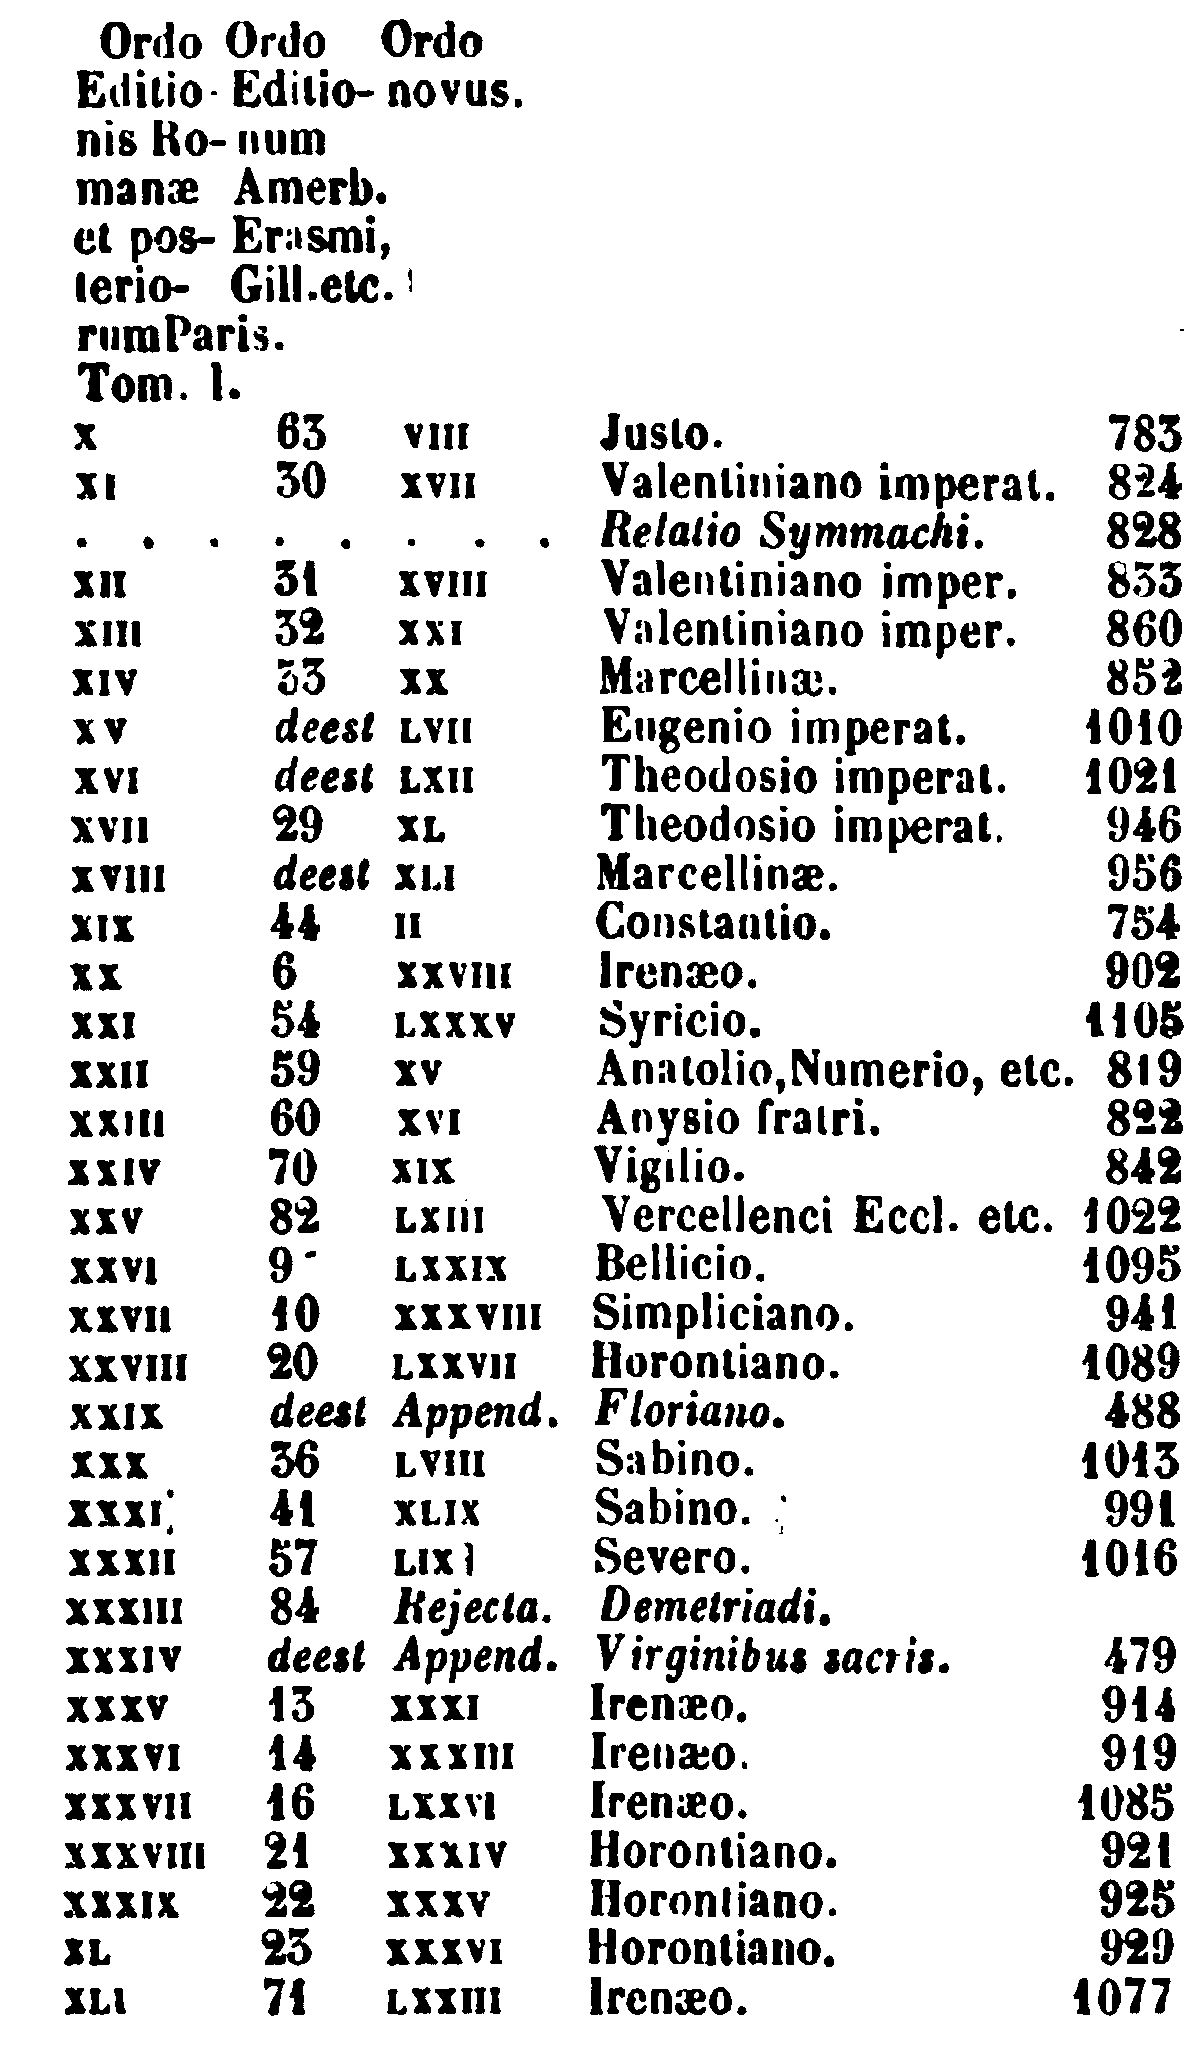 Ordo Ordo Ordo
Editio- Editio- novus.
nis Ro- num
manæ Amerb.
et pos- Erasmi,
terio- Gill. etc.
rum Paris.
Tom. I.
X 63 VIII Justo. 783
XI 30 XVII Valentiniano imperat. 824
. . . . . . . . Relatio Symmachi. 828
XII 31 XVIII Valentiniano imper. 833
XIII 32 XXI Valentiniano imper. 860
XIV 33 XX Marcellinæ. 852
XV deest LVII Eugenio imperat. 1010
XVI deest LXII Theodosio imperat. 1021
XVII 29 XL Theodosio imperat. 946
XVIII deest XLI Marcellinæ. 956
XIX 44 II Constantio. 754
XX 6 XXVIII Irenæo. 902
XXI 54 LXXXV Syricio. 1105
XXII 59 XV Anatolio, Numerio, etc. 819
XXIII 60 XVI Anysio fratri. 822
XXIV 70 XIX Vigilio. 842
XXV 82 LXIII Vercellenci Eccl. etc. 1022
XXVI 9 LXXIX Bellicio. 1095
XXVII 10 XXXVIII Simpliciano. 941
XXVIII 20 LXXVII Horontiano. 1089
XXIX deest Append. Floriano. 488
XXX 36 LVIII Sabino. 1013
XXXI 41 XLIX Sabino. 991
XXXII 57 LIX Severo. 1016
XXXIII 84 Rejecta. Demetriadi.
XXXIV deest Append. Virginibus sacris. 479
XXXV 13 XXXI Irenæo. 914
XXXVI 14 XXXIII Irenæo. 919
XXXVII 16 LXXVI Irenæo. 1085
XXXVIII 21 XXXIV Horontiano. 921
XXXIX 22 XXXV Horontiano. 925
XL 23 XXXVI Horontiano. 929
XLI 71 LXXIII Irenæo. 1077